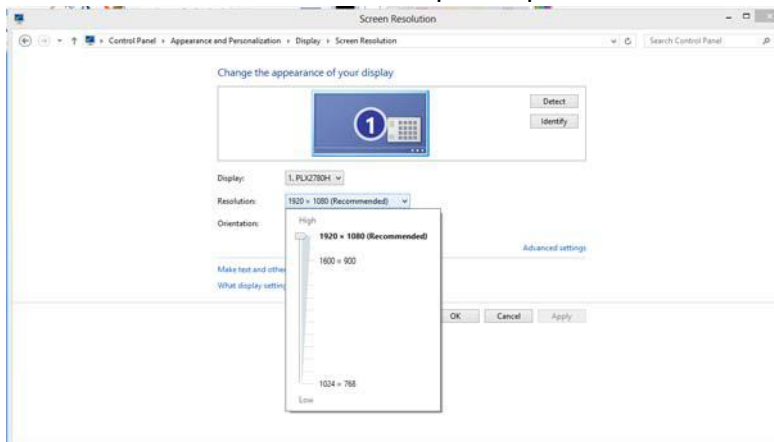 Screen Resolution
Control Panel Appearance and Personalization Display Screen Resolution
Search Control Panel
Change the appearance of your display
1
Detect
Identify
Display:
1. PLX2780H
Resolution:
1920 × 1080 (Recommended)
Orientation:
High
1920 × 1080 (Recommended)
1600 × 900
1024 × 768
Low
Advanced settings
Make text and other
What display setting
OK Cancel Apply